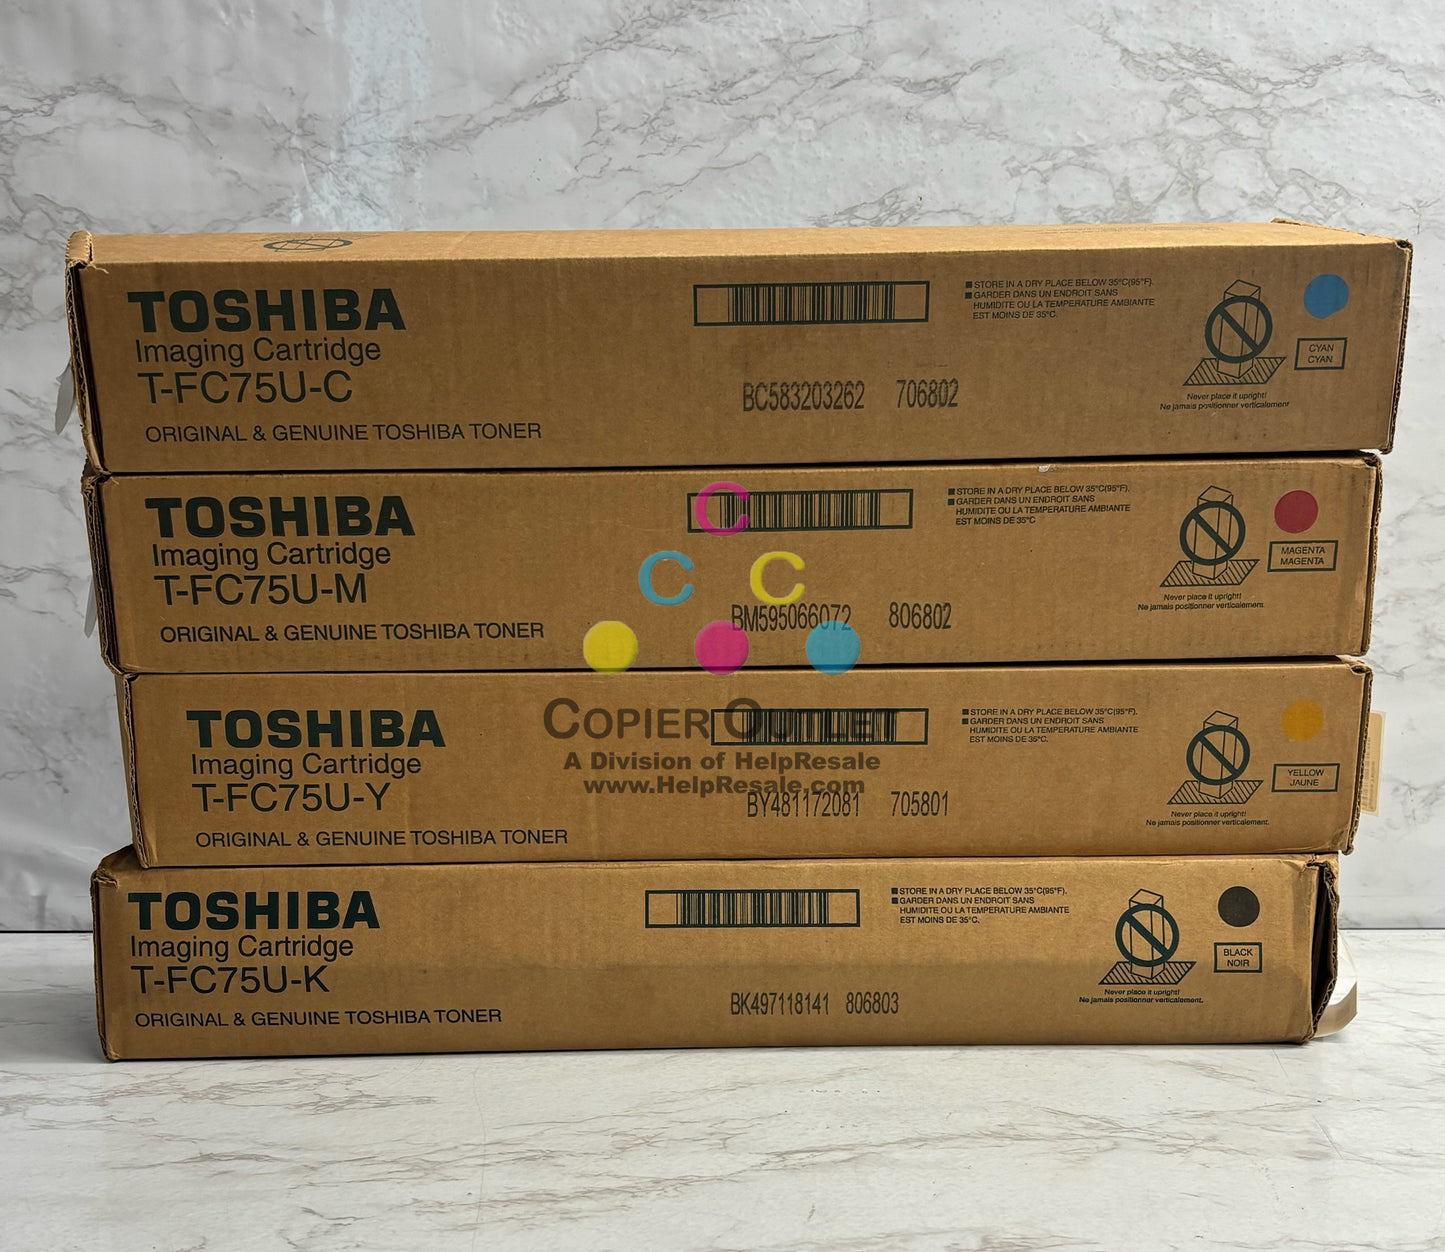 TOSHIBA
Imaging Cartridge
T-FC75U-C
ORIGINAL & GENUINE TOSHIBA TONER
BC583203262 706802
STORE IN A DRY PLACE BELOW 35°C(95°F).
GARDER DANS UN ENDROIT SANS
HUMIDITE OU LA TEMPERATURE AMBIANTE
EST MOINS DE 35°C.
Never place it upright!
Ne jamais positionner verticalement
CYAN
CYAN
TOSHIBA
Imaging Cartridge
T-FC75U-M
ORIGINAL & GENUINE TOSHIBA TONER
BM595066072 806802
STORE IN A DRY PLACE BELOW 35°C(95°F).
GARDER DANS UN ENDROIT SANS
HUMIDITE OU LA TEMPERATURE AMBIANTE
EST MOINS DE 35°C
Never place it upright!
Ne jamais positionner verticalement.
MAGENTA
MAGENTA
C
C C
COPIER OUTLET
A Division of HelpResale
www.HelpResale.com
TOSHIBA
Imaging Cartridge
T-FC75U-Y
ORIGINAL & GENUINE TOSHIBA TONER
BY481172081 705801
STORE IN A DRY PLACE BELOW 35°C(95°F).
GARDER DANS UN ENDROIT SANS
HUMIDITE OU LA TEMPERATURE AMBIANTE
EST MOINS DE 35°C.
Never place it upright!
Ne jamais positionner verticalement.
YELLOW
JAUNE
TOSHIBA
Imaging Cartridge
T-FC75U-K
ORIGINAL & GENUINE TOSHIBA TONER
BK497118141 806803
STORE IN A DRY PLACE BELOW 35°C(95°F).
GARDER DANS UN ENDROIT SANS
HUMIDITE OU LA TEMPERATURE AMBIANTE
EST MOINS DE 35°C.
Never place it upright!
Ne jamais positionner verticalement.
BLACK
NOIR